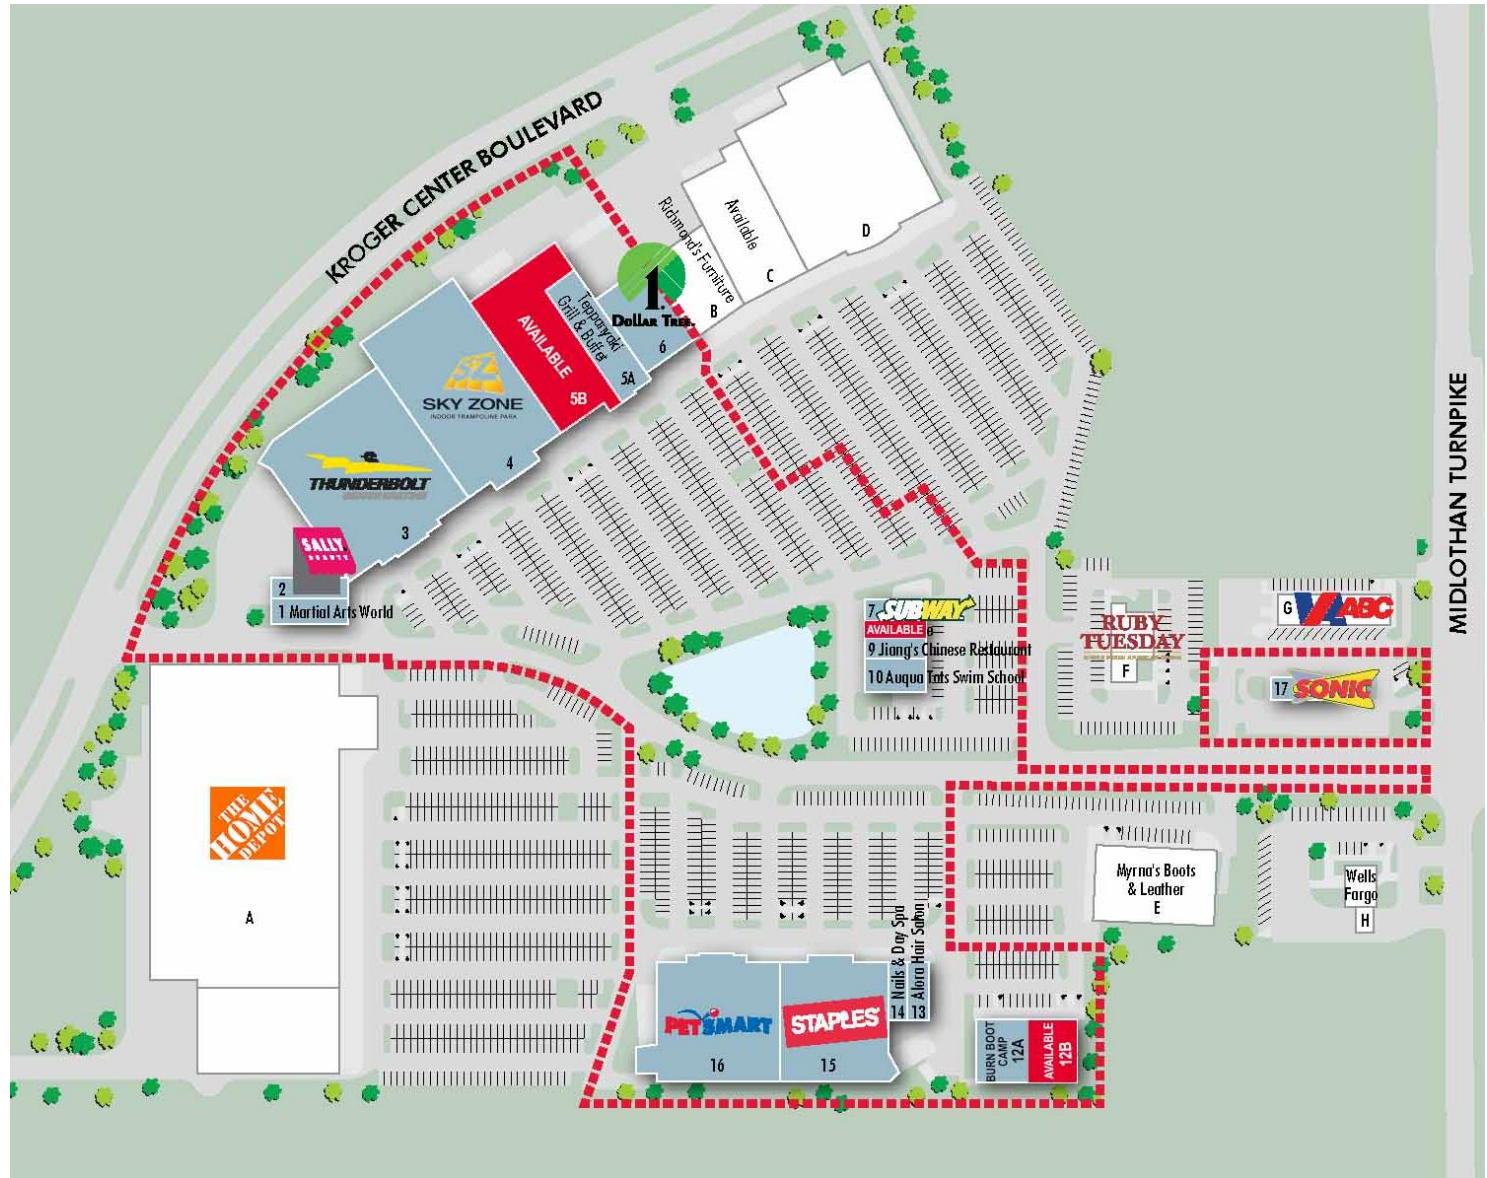 KROGER CENTER BOULEVARD
MIDLOTHAN TURNPIKE
D
Available
C
Richmond's Furniture
B
1.
DOLLAR TREE.
6
Teppanyaki
Grill & Buffet
5A
AVAILABLE
5B
SZ
SKY ZONE
INDOOR TRAMPOLINE PARK
4
THUNDERBOLT
3
SALLY
BEAUTY
2
1 Martial Arts World
7
SUBWAY
AVAILABLE
e
9 Jiang's Chinese Restaurant
10 Auqua Tots Swim School
RUBY
TUESDAY
F
G
ABC
17
SONIC
THE
HOME
DEPOT
A
Myrna's Boots
& Leather
E
Wells
Fargo
H
PETSMART
16
STAPLES
15
14 Nails & Day Spa
13 Alora Hair Salon
BURN BOOT
CAMP
12A
AVAILABLE
12B